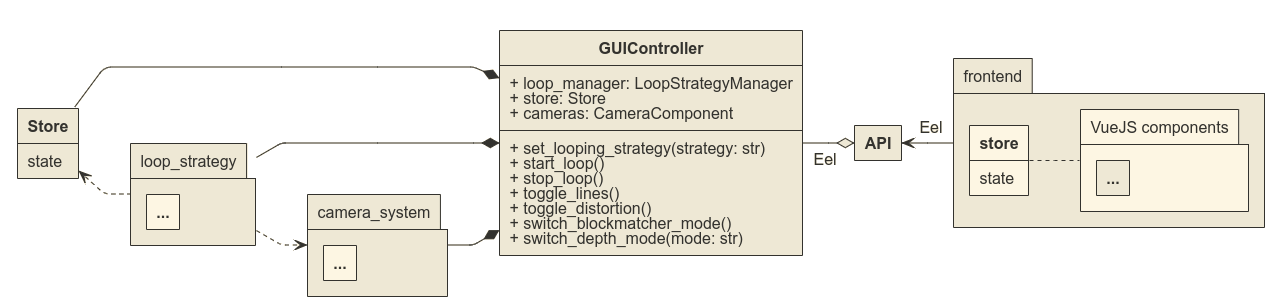 Store
state
loop_strategy
...
camera_system
...
GUIController
+ loop_manager: LoopStrategyManager
+ store: Store
+ cameras: CameraComponent
+ set_looping_strategy(strategy: str)
+ start_loop()
+ stop_loop()
+ toggle_lines()
+ toggle_distortion()
+ switch_blockmatcher_mode()
+ switch_depth_mode(mode: str)
Eel
API
Eel
frontend
store
state
VueJS components
...